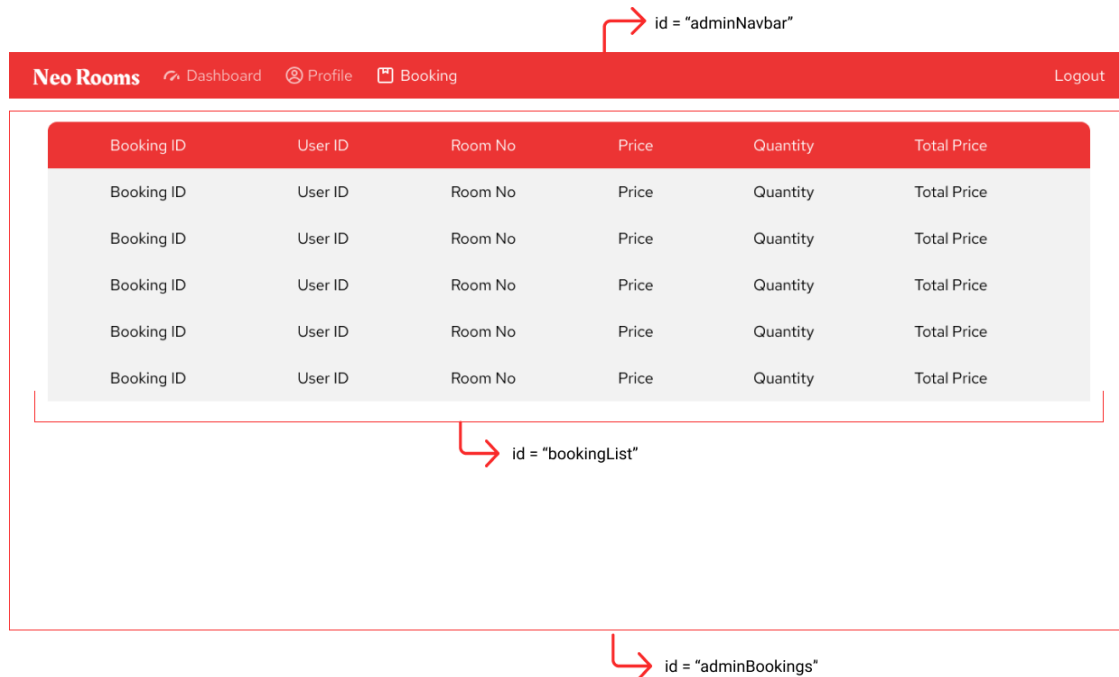 id = “adminNavbar”
Neo Rooms Dashboard Profile Booking Logout
Booking ID User ID Room No Price Quantity Total Price
Booking ID User ID Room No Price Quantity Total Price
Booking ID User ID Room No Price Quantity Total Price
Booking ID User ID Room No Price Quantity Total Price
Booking ID User ID Room No Price Quantity Total Price
Booking ID User ID Room No Price Quantity Total Price
id = “bookingList”
id = “adminBookings”